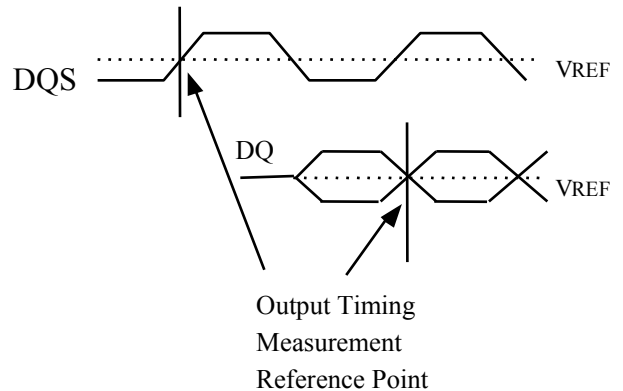 DQS
VREF
DQ
VREF
Output Timing
Measurement
Reference Point